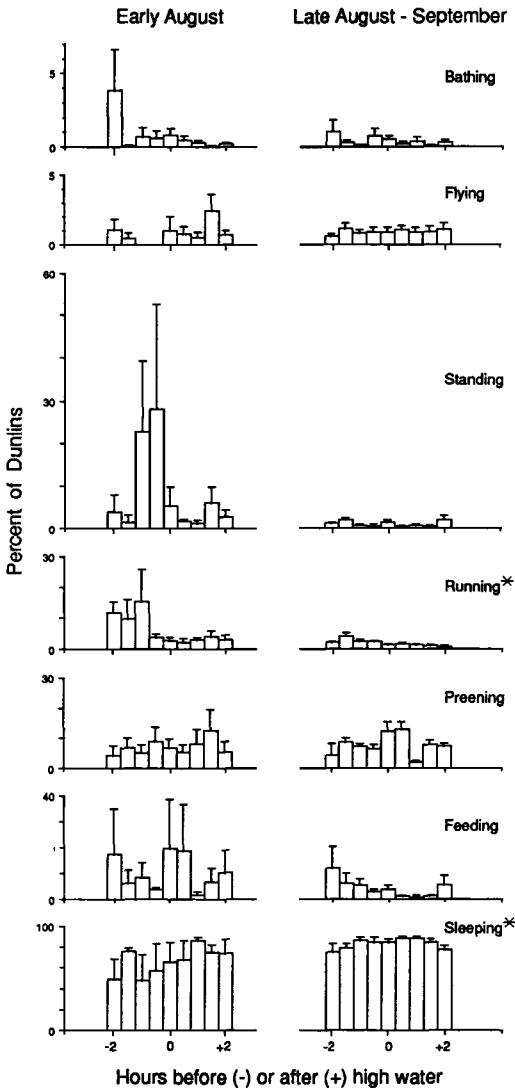 Early August
Late August - September
5
0
Bathing
5
0
Flying
60
30
0
Standing
30
0
Running*
30
0
Preening
40
0
Feeding
100
0
Sleeping*
Percent of Dunlins
-2 0 +2
-2 0 +2
Hours before (-) or after (+) high water